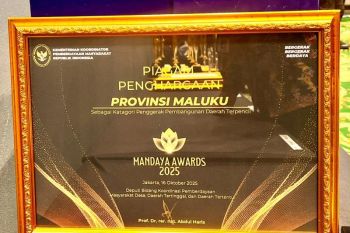 KEMENTERIAN KOORDINATOR
PEMBERDAYAAN MASYARAKAT
REPUBLIK INDONESIA
BERGERAK
BERGERAK
BERDAYA
PIAGAM
PENGHARGAAN
PROVINSI MALUKU
Sebagai Katagori Penggerak Pembangunan Daerah Terpencil
MANDAYA AWARDS
2025
Jakarta, 16 Oktober 2025
Deputi Bidang Koordinasi Pemberdayaan
Masyarakat Desa, Daerah Tertinggal, dan Daerah Tertentu
Prof. Dr. rer. nat. Abdul Haris